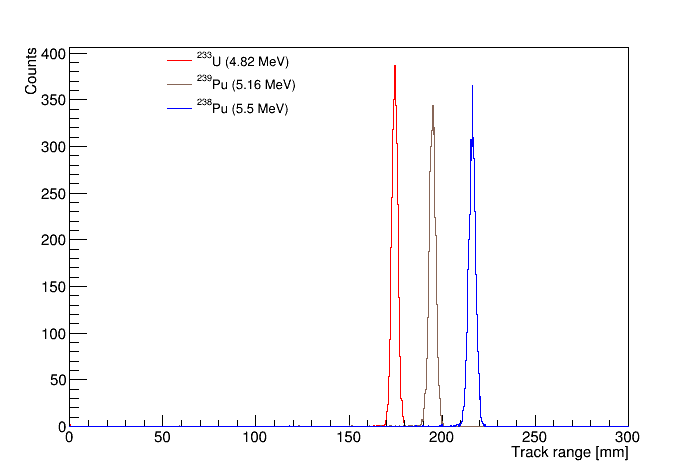 Counts
400
350
300
250
200
150
100
50
0
²³³U (4.82 MeV)
²³⁹Pu (5.16 MeV)
²³⁸Pu (5.5 MeV)
0 50 100 150 200 250 300
Track range [mm]